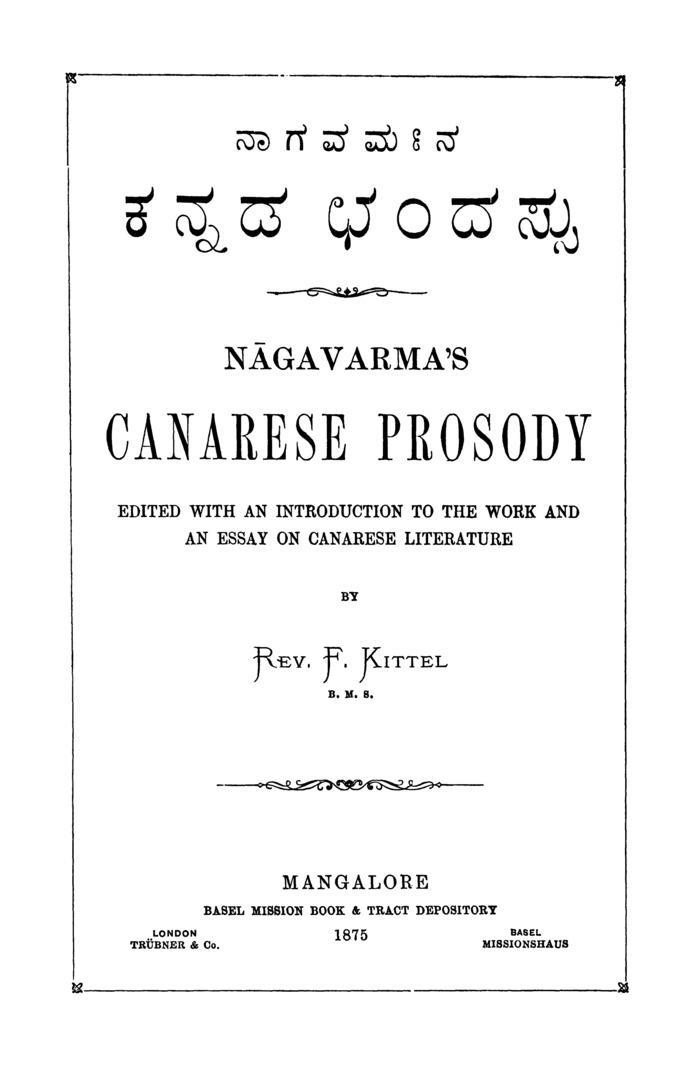 ನಾಗವರ್ಮನ
ಕನ್ನಡ ಛಂದಸ್ಸು
NĀGAVARMA'S
CANARESE PROSODY
EDITED WITH AN INTRODUCTION TO THE WORK AND
AN ESSAY ON CANARESE LITERATURE
BY
REV. F. KITTEL
B. M. S.
MANGALORE
BASEL MISSION BOOK & TRACT DEPOSITORY
LONDON
TRÜBNER & Co.
1875
BASEL
MISSIONSHAUS